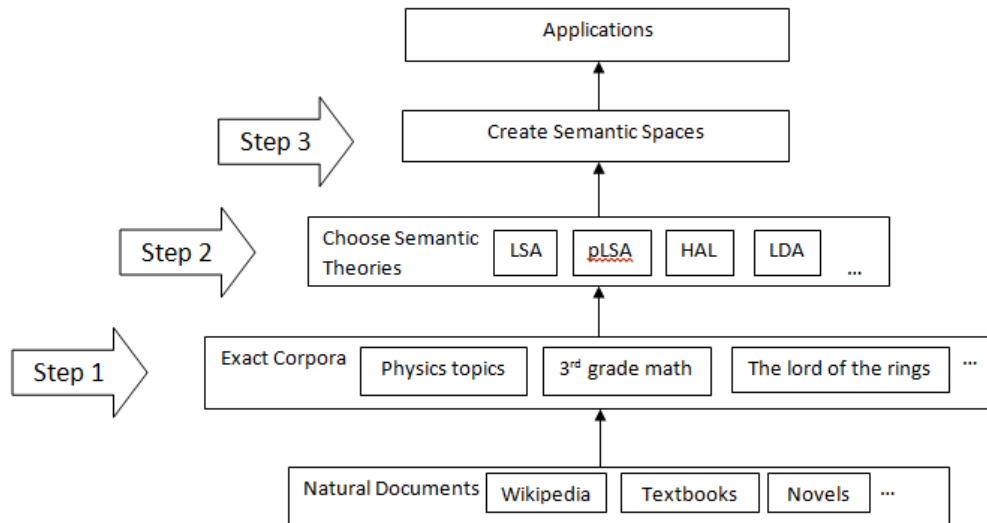 Applications
Step 3
Create Semantic Spaces
Step 2
Choose Semantic
Theories
LSA
pLSA
HAL
LDA
...
Step 1
Exact Corpora
Physics topics
3rd grade math
The lord of the rings
...
Natural Documents
Wikipedia
Textbooks
Novels
...